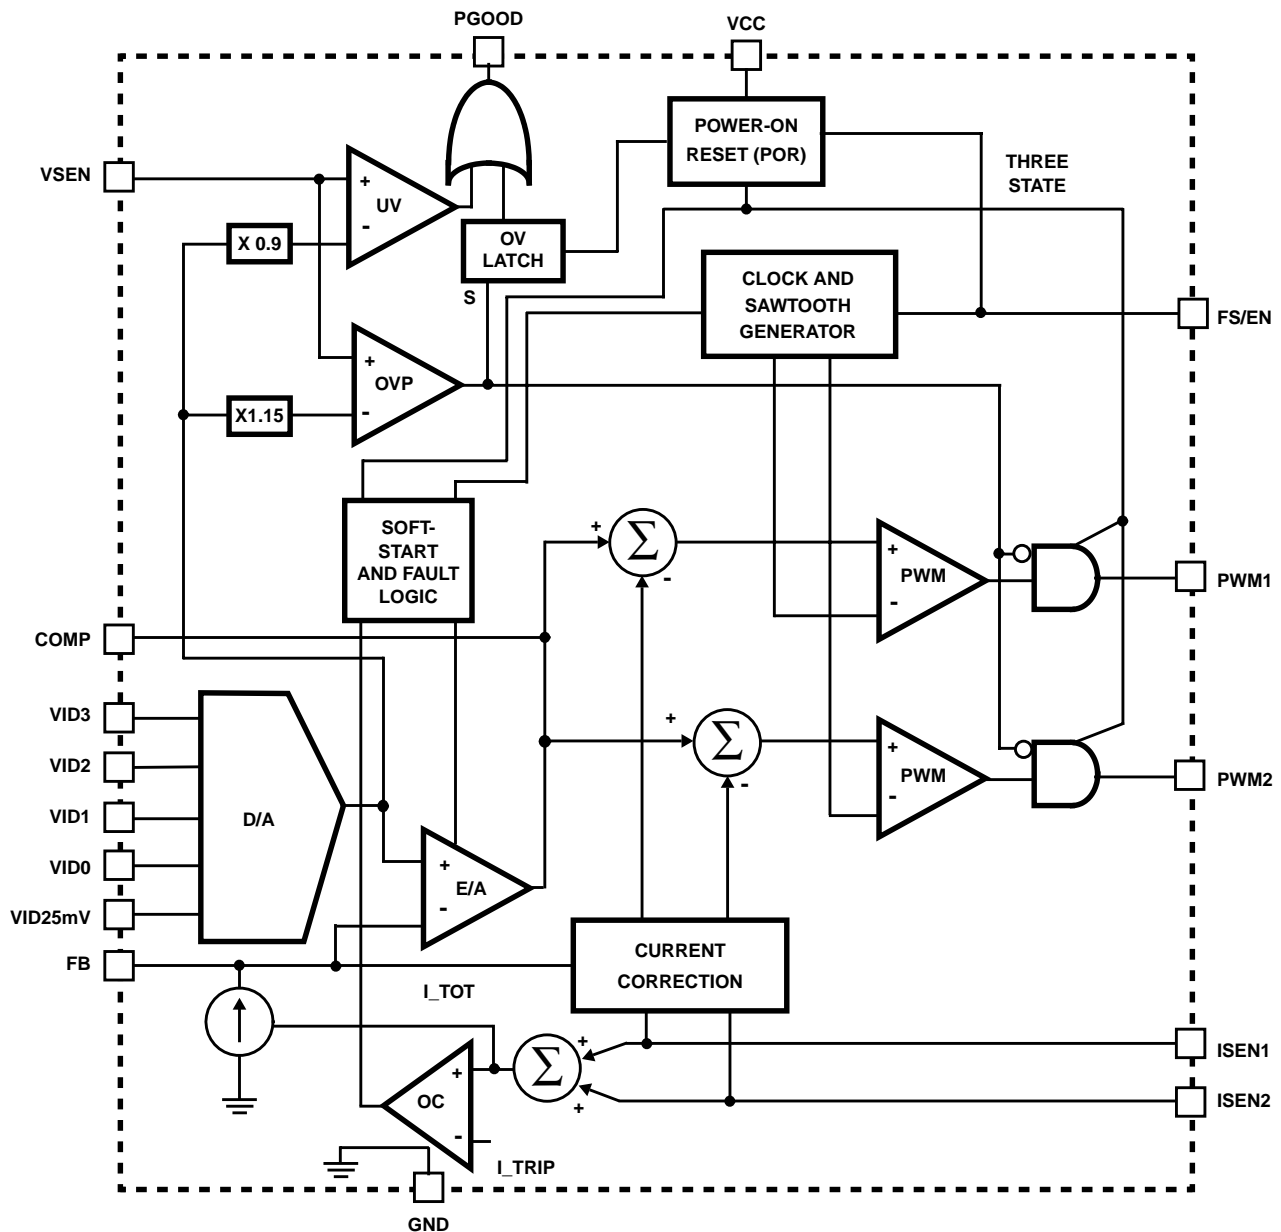 PGOOD
VCC
VSEN
+
UV
-
X 0.9
OV
LATCH
S
POWER-ON
RESET (POR)
THREE
STATE
CLOCK AND
SAWTOOTH
GENERATOR
FS/EN
+
OVP
-
X1.15
SOFT-
START
AND FAULT
LOGIC
+
Σ
-
+
PWM
-
PWM1
COMP
VID3
VID2
VID1
VID0
VID25mV
D/A
+
Σ
-
+
PWM
-
PWM2
+
E/A
-
FB
CURRENT
CORRECTION
I_TOT
+
Σ
+
ISEN1
ISEN2
+
OC
-
I_TRIP
GND